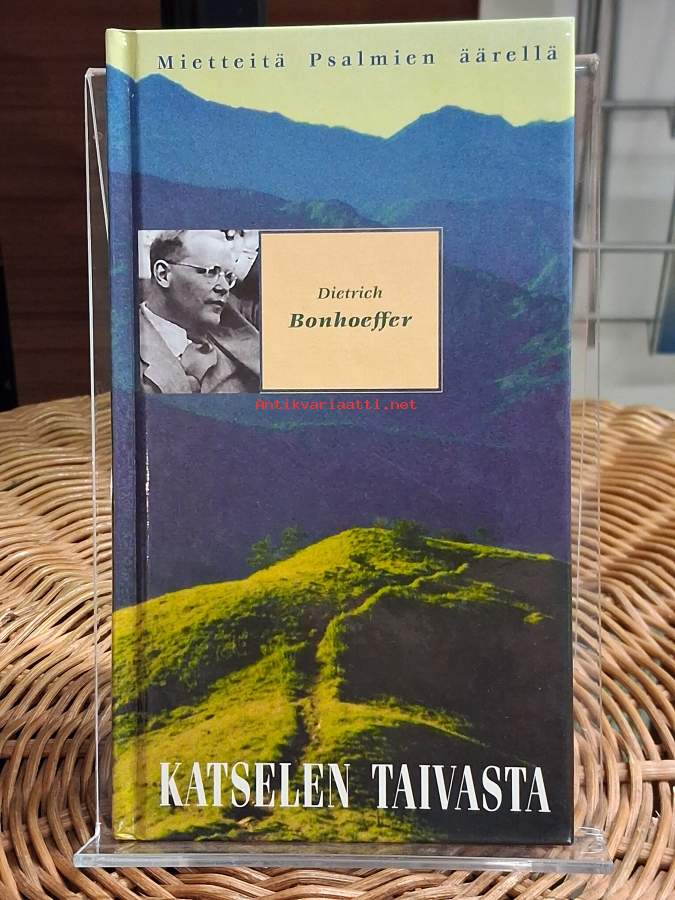 Mietteitä Psalmien äärellä
Dietrich
Bonhoeffer
Antikvariaatti.net
KATSELEN TAIVASTA